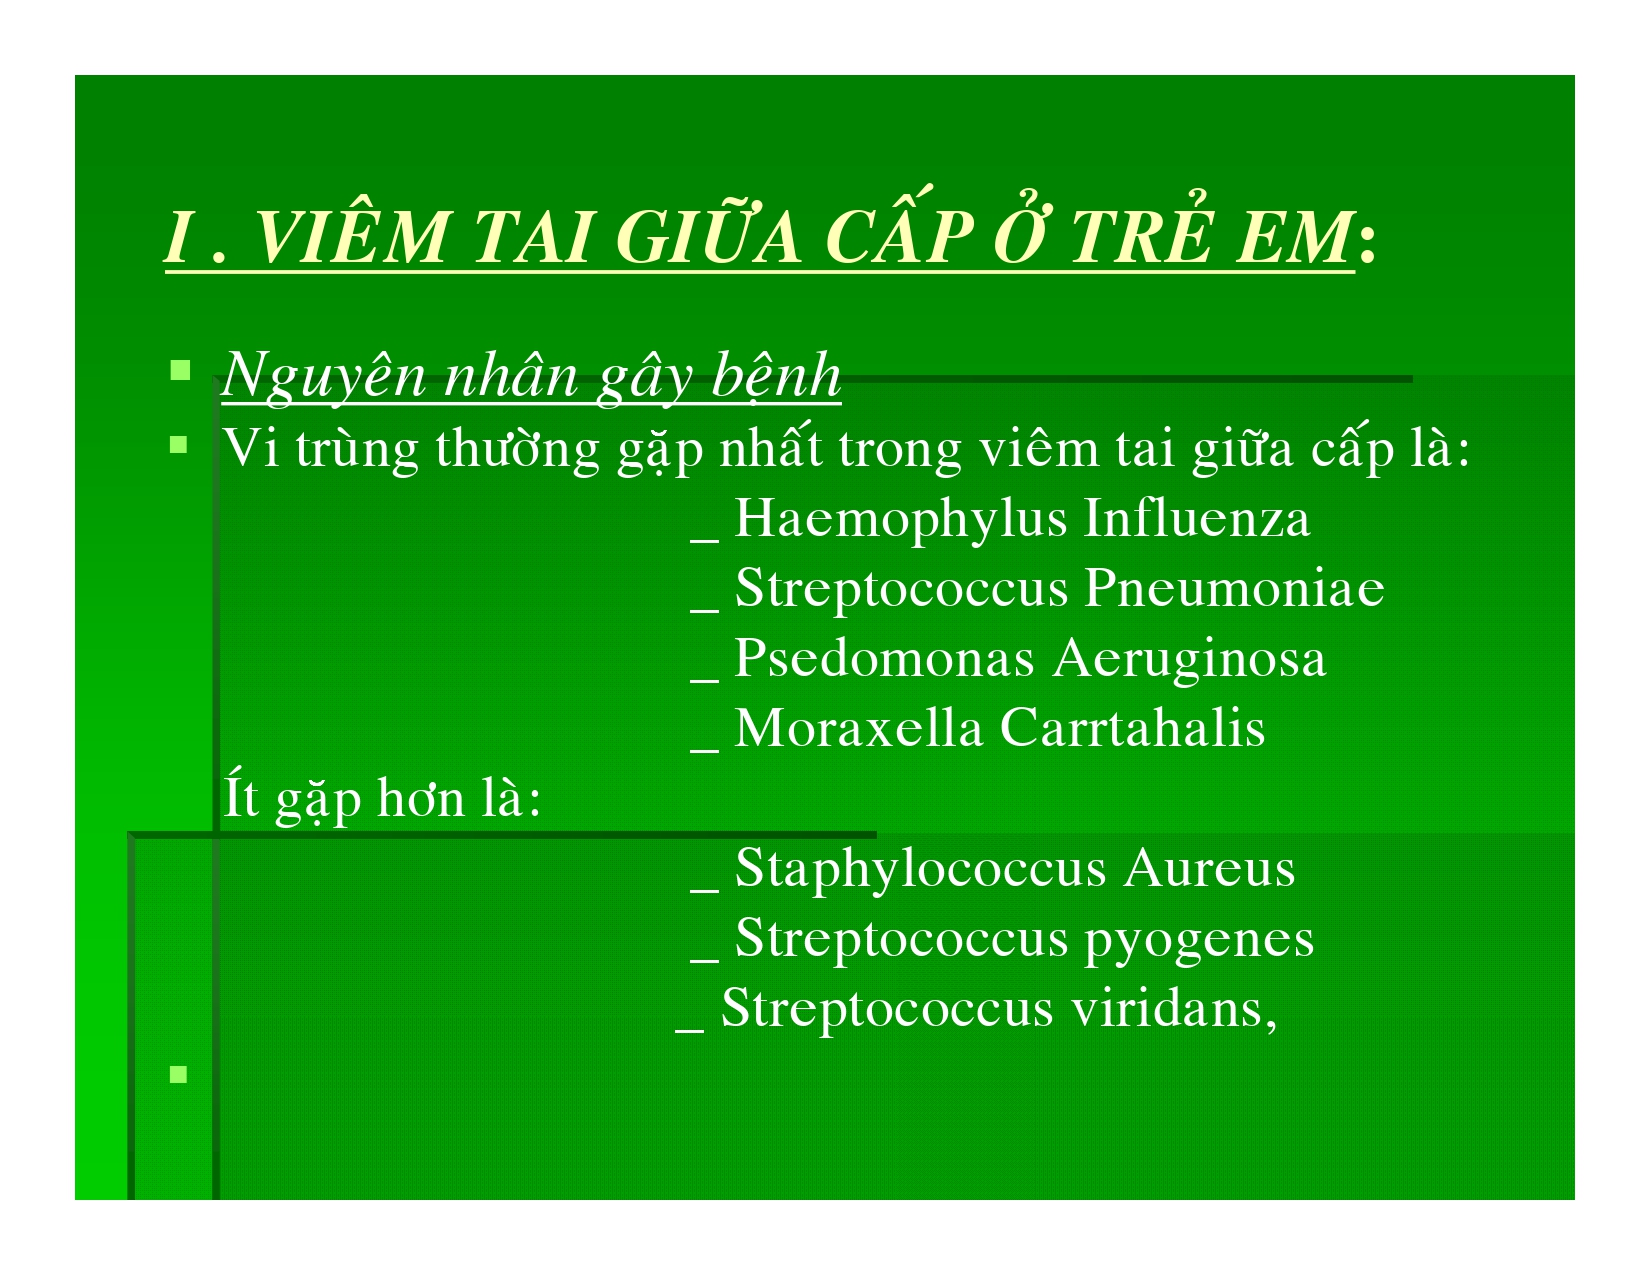 I . VIÊM TAI GIỮA CẤP Ở TRẺ EM:
Nguyên nhân gây bệnh
Vi trùng thường gặp nhất trong viêm tai giữa cấp là:
_ Haemophylus Influenza
_ Streptococcus Pneumoniae
_ Psedomonas Aeruginosa
_ Moraxella Carrtahalis
Ít gặp hơn là:
_ Staphylococcus Aureus
_ Streptococcus pyogenes
_ Streptococcus viridans,